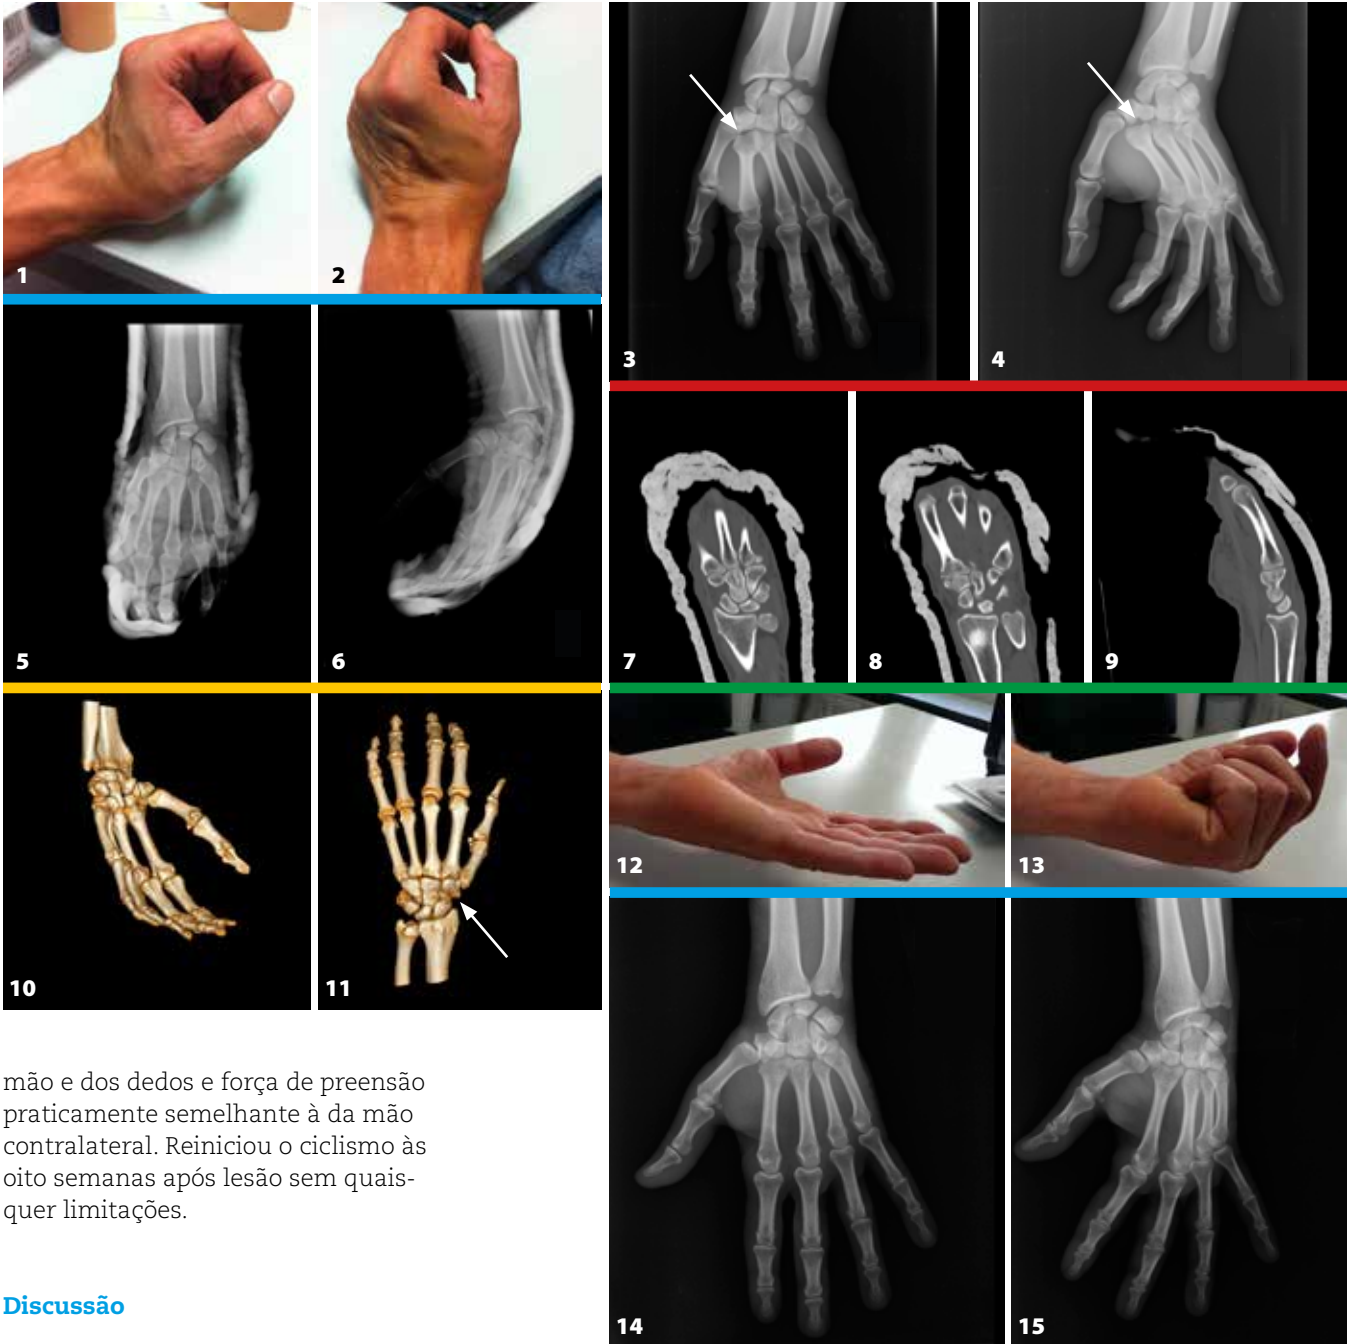 1
2
3
4
5
6
7
8
9
10
11
12
13
14
15
mão e dos dedos e força de preensão
praticamente semelhante à da mão
contralateral. Reiniciou o ciclismo às
oito semanas após lesão sem quais-
quer limitações.
Discussão